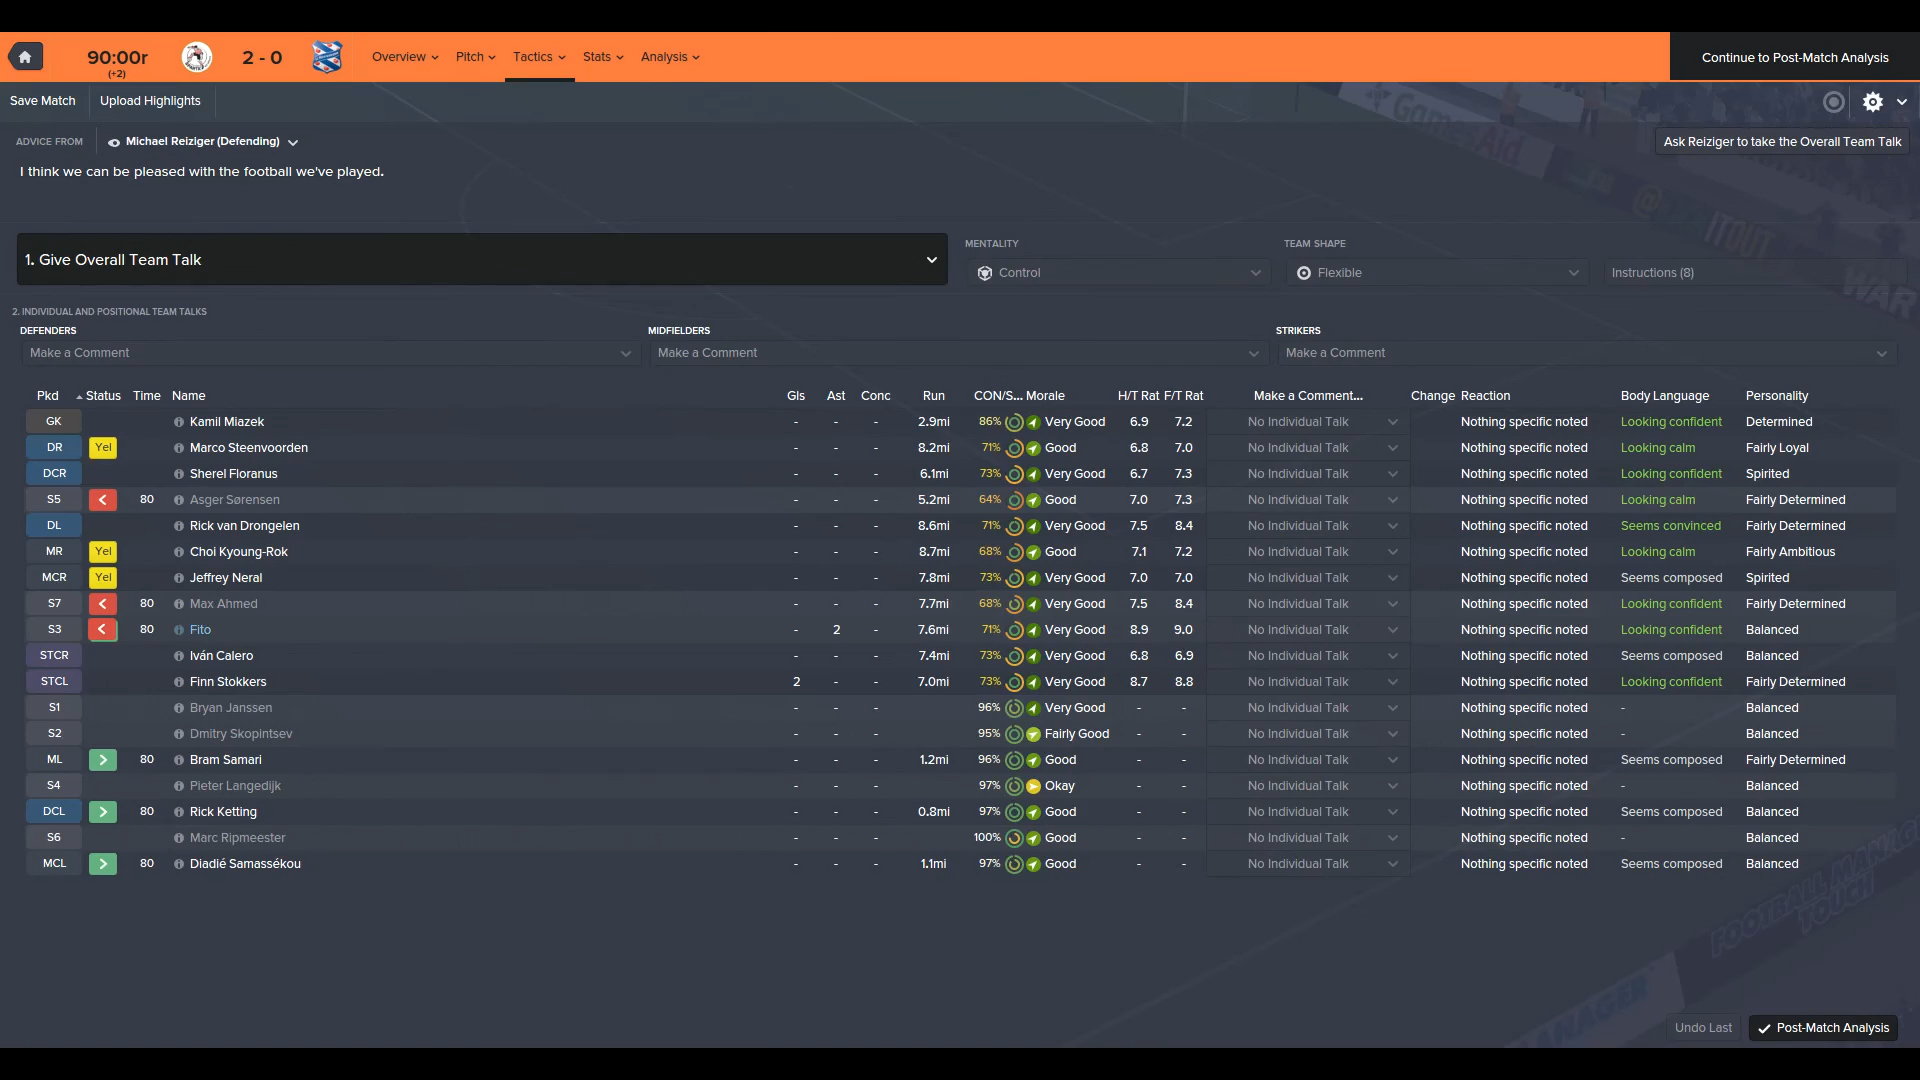 90:00r
(+2)
2 - 0
Overview
Pitch
Tactics
Stats
Analysis
Continue to Post-Match Analysis
Save Match
Upload Highlights
ADVICE FROM
Michael Reiziger (Defending)
Ask Reiziger to take the Overall Team Talk
I think we can be pleased with the football we've played.
1. Give Overall Team Talk
MENTALITY
Control
TEAM SHAPE
Flexible
Instructions (8)
2. INDIVIDUAL AND POSITIONAL TEAM TALKS
DEFENDERS
MIDFIELDERS
STRIKERS
Make a Comment
Make a Comment
Make a Comment
Pkd Status Time Name Gls Ast Conc Run CON/S... Morale H/T Rat F/T Rat Make a Comment... Change Reaction Body Language Personality
GK Kamil Miazek - - - 2.9mi 86% Very Good 6.9 7.2 No Individual Talk Nothing specific noted Looking confident Determined
DR Yel Marco Steenvoorden - - - 8.2mi 71% Good 6.8 7.0 No Individual Talk Nothing specific noted Looking calm Fairly Loyal
DCR Sherel Floranus - - - 6.1mi 73% Very Good 6.7 7.3 No Individual Talk Nothing specific noted Looking confident Spirited
S5 80 Asger Sørensen - - - 5.2mi 64% Good 7.0 7.3 No Individual Talk Nothing specific noted Looking calm Fairly Determined
DL Rick van Drongelen - - - 8.6mi 71% Very Good 7.5 8.4 No Individual Talk Nothing specific noted Seems convinced Fairly Determined
MR Yel Choi Kyoung-Rok - - - 8.7mi 68% Good 7.1 7.2 No Individual Talk Nothing specific noted Looking calm Fairly Ambitious
MCR Yel Jeffrey Neral - - - 7.8mi 73% Very Good 7.0 7.0 No Individual Talk Nothing specific noted Seems composed Spirited
S7 80 Max Ahmed - - - 7.7mi 68% Very Good 7.5 8.4 No Individual Talk Nothing specific noted Looking confident Fairly Determined
S3 80 Fito - 2 - 7.6mi 71% Very Good 8.9 9.0 No Individual Talk Nothing specific noted Looking confident Balanced
STCR Iván Calero - - - 7.4mi 73% Very Good 6.8 6.9 No Individual Talk Nothing specific noted Seems composed Balanced
STCL Finn Stokkers 2 - - 7.0mi 73% Very Good 8.7 8.8 No Individual Talk Nothing specific noted Looking confident Fairly Determined
S1 Bryan Janssen - - - 96% Very Good - - No Individual Talk Nothing specific noted - Balanced
S2 Dmitry Skopintsev - - - 95% Fairly Good - - No Individual Talk Nothing specific noted - Balanced
ML 80 Bram Samari - - - 1.2mi 96% Good - - No Individual Talk Nothing specific noted Seems composed Fairly Determined
S4 Pieter Langedijk - - - 97% Okay - - No Individual Talk Nothing specific noted - Balanced
DCL 80 Rick Ketting - - - 0.8mi 97% Good - - No Individual Talk Nothing specific noted Seems composed Balanced
S6 Marc Ripmeester - - - 100% Good - - No Individual Talk Nothing specific noted - Balanced
MCL 80 Diadié Samassékou - - - 1.1mi 97% Good - - No Individual Talk Nothing specific noted Seems composed Balanced
FOOTBALL MANAGER
TOUCH
Undo Last
Post-Match Analysis